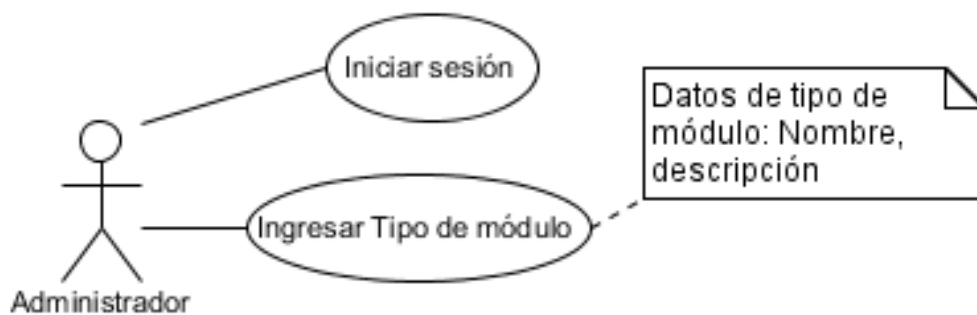 Iniciar sesión
Datos de tipo de
módulo: Nombre,
descripción
Ingresar Tipo de módulo
Administrador